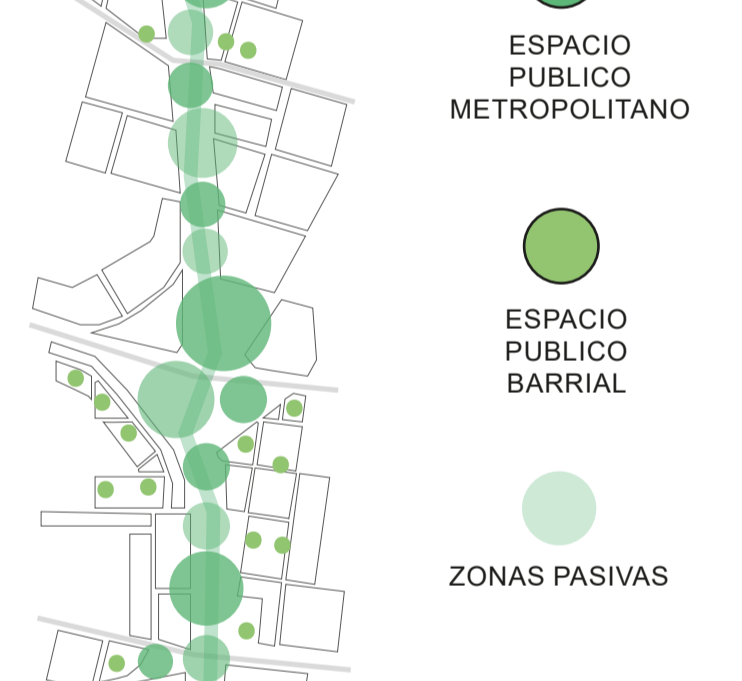 ESPACIO
PUBLICO
METROPOLITANO
ESPACIO
PUBLICO
BARRIAL
ZONAS PASIVAS